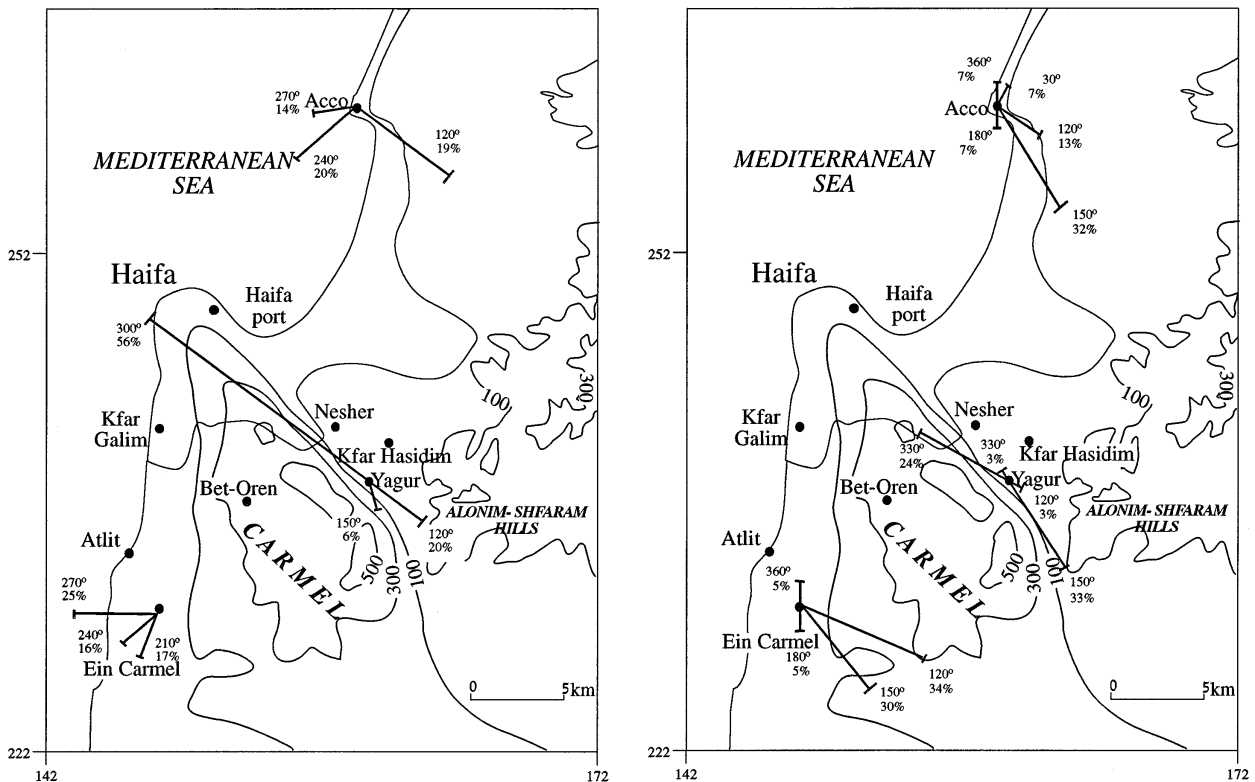 270°
14%
Acco
120°
19%
MEDITERRANEAN
SEA
240°
20%
252
Haifa
Haifa
port
300°
56%
300
100
Kfar
Galim
Nesher
Kfar Hasidim
Yagur
Bet-Oren
ALONIM- SHFARAM
HILLS
150°
6%
120°
20%
CARMEL
Atlit
500
300
100
270°
25%
240°
16%
210°
17%
Ein Carmel
0
5km
222
142
172
360°
7%
30°
7%
Acco
180°
7%
120°
13%
MEDITERRANEAN
SEA
150°
32%
252
Haifa
Haifa
port
300
100
Kfar
Galim
Nesher
330°
24%
330°
3%
Kfar Hasidim
Yagur
Bet-Oren
120°
3%
ALONIM- SHFARAM
HILLS
CARMEL
Atlit
500
300
100
150°
33%
360°
5%
Ein Carmel
180°
5%
120°
34%
150°
30%
0
5km
222
142
172